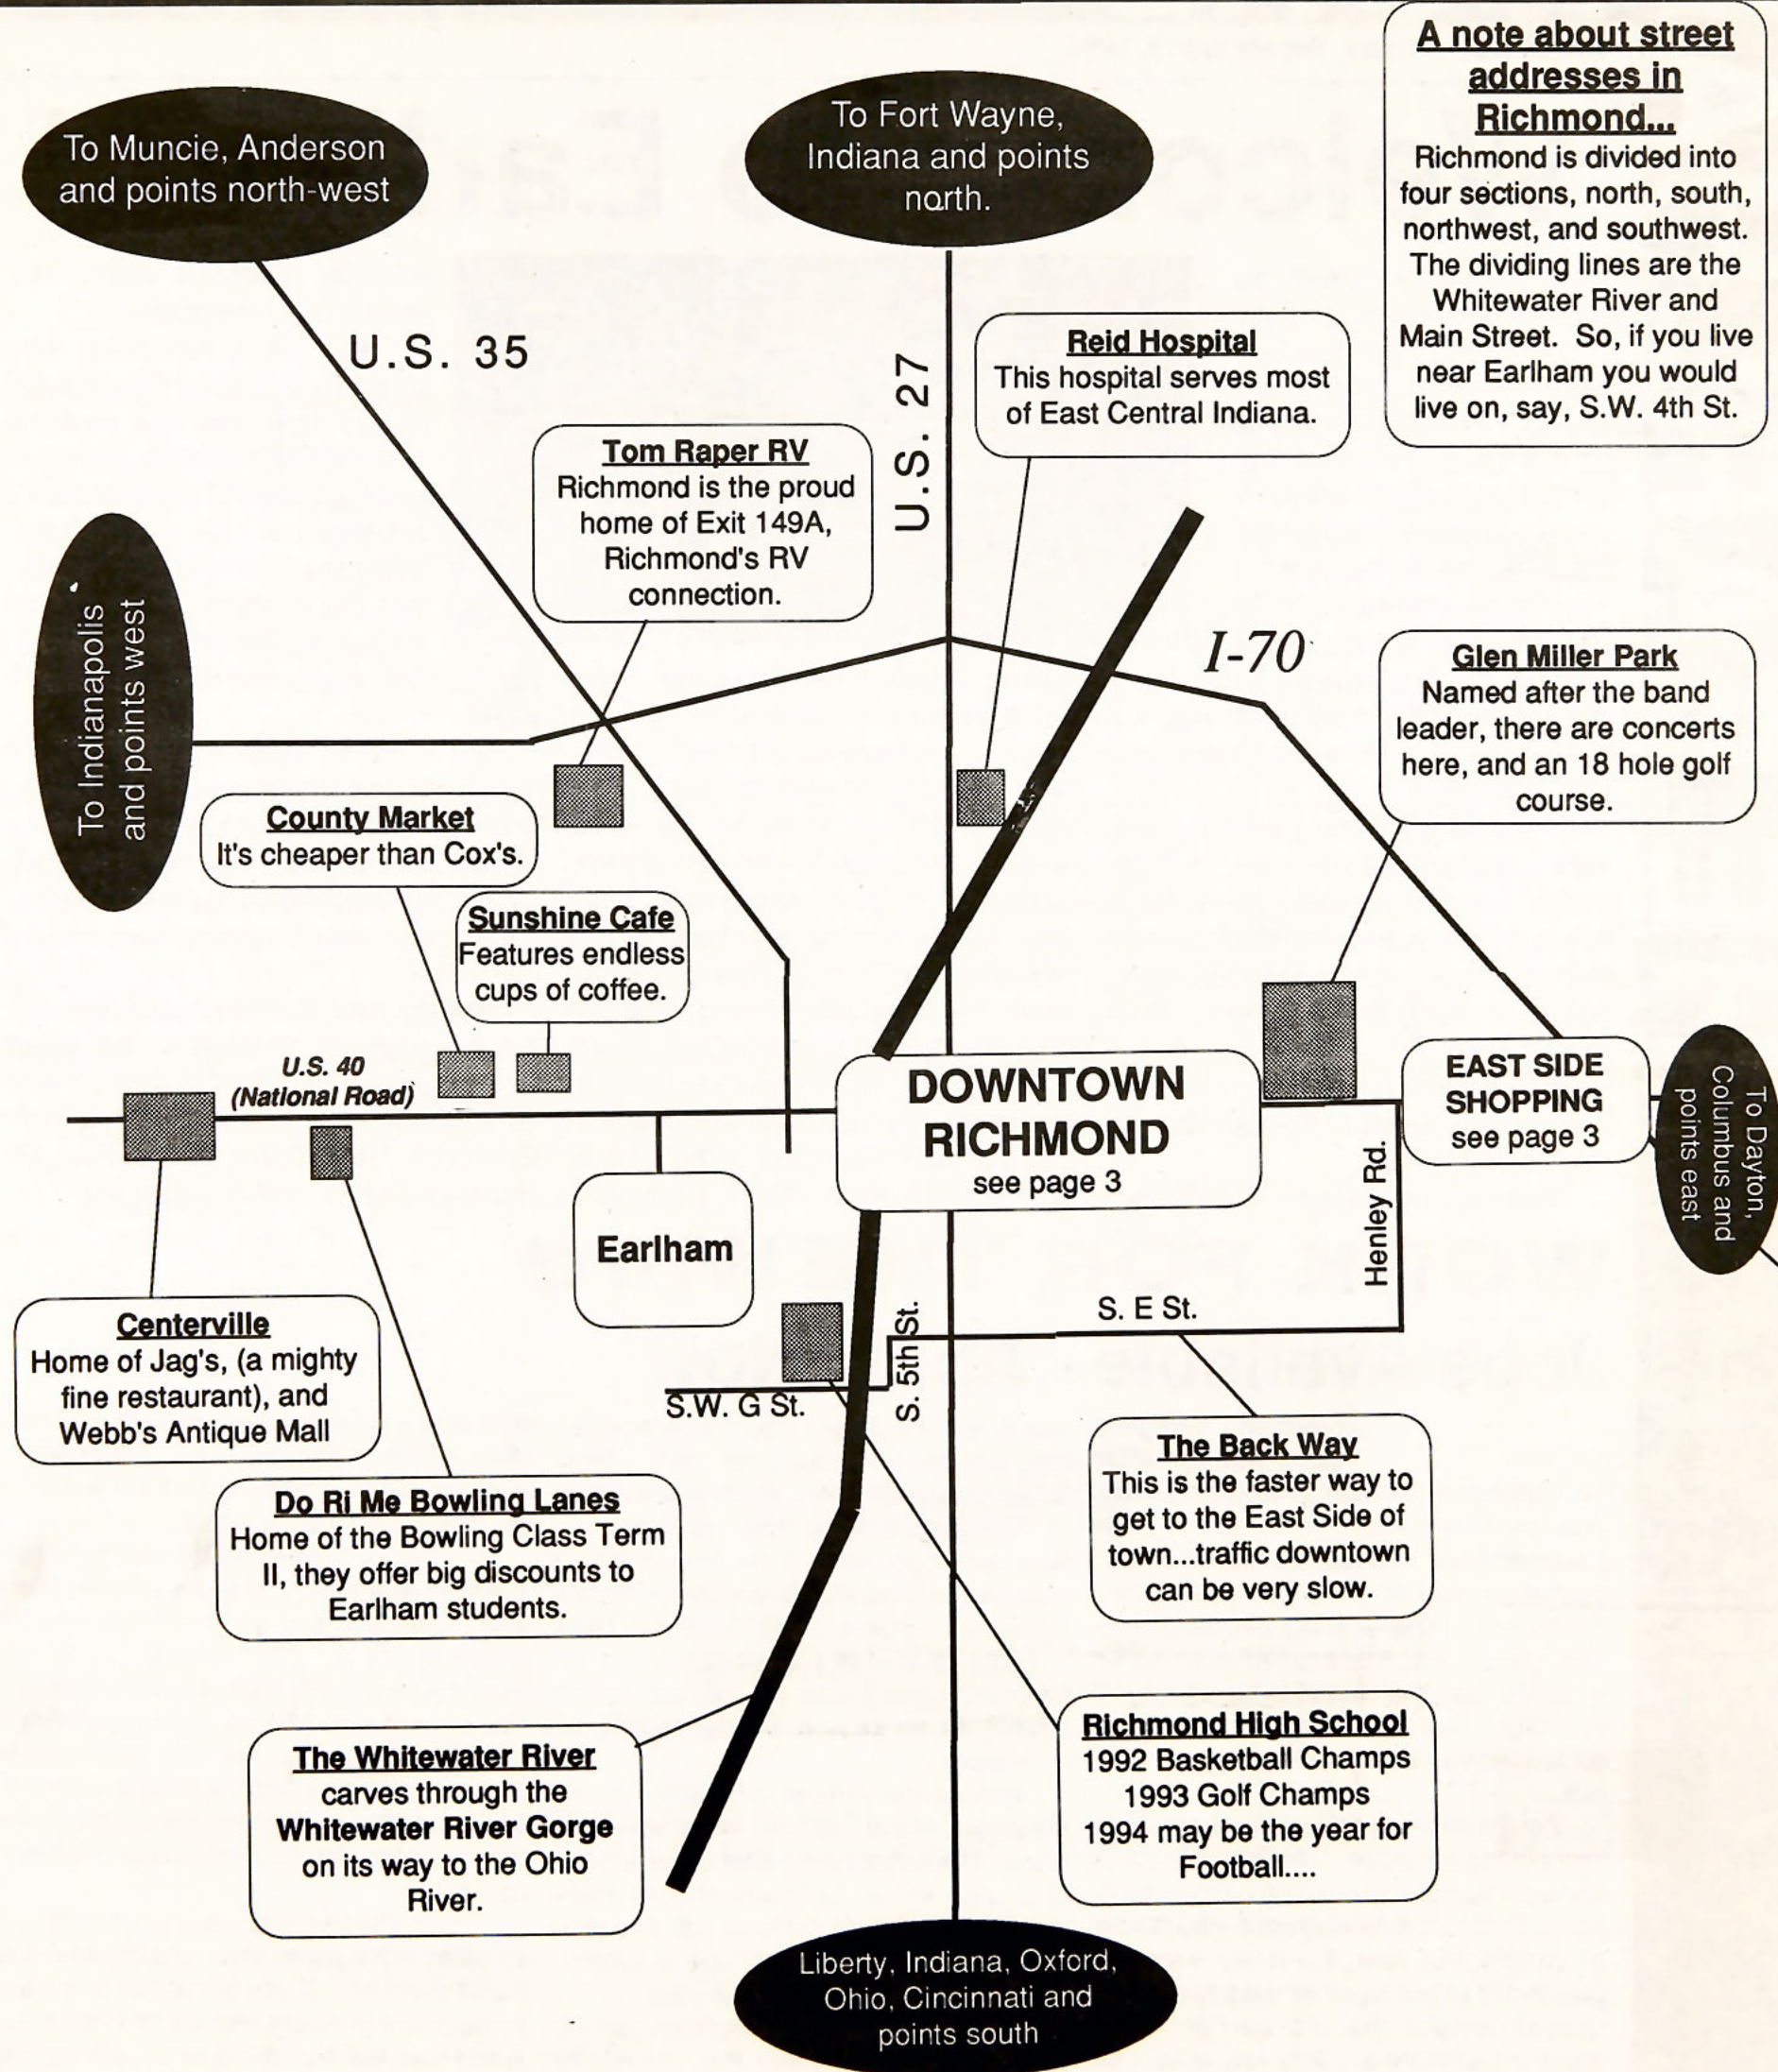 A note about street
addresses in
Richmond...
Richmond is divided into
four sections, north, south,
northwest, and southwest.
The dividing lines are the
Whitewater River and
Main Street. So, if you live
near Earlham you would
live on, say, S.W. 4th St.
To Muncie, Anderson
and points north-west
To Fort Wayne,
Indiana and points
north.
U.S. 35
U.S. 27
Reid Hospital
This hospital serves most
of East Central Indiana.
Tom Raper RV
Richmond is the proud
home of Exit 149A,
Richmond's RV
connection.
To Indianapolis
and points west
I-70
Glen Miller Park
Named after the band
leader, there are concerts
here, and an 18 hole golf
course.
County Market
It's cheaper than Cox's.
Sunshine Cafe
Features endless
cups of coffee.
U.S. 40
(National Road)
DOWNTOWN
RICHMOND
see page 3
EAST SIDE
SHOPPING
see page 3
To Dayton,
Columbus and
points east
Henley Rd.
Earlham
S. E St.
S. 5th St.
S.W. G St.
Centerville
Home of Jag's, (a mighty
fine restaurant), and
Webb's Antique Mall
The Back Way
This is the faster way to
get to the East Side of
town...traffic downtown
can be very slow.
Do Ri Me Bowling Lanes
Home of the Bowling Class Term
II, they offer big discounts to
Earlham students.
The Whitewater River
carves through the
Whitewater River Gorge
on its way to the Ohio
River.
Richmond High School
1992 Basketball Champs
1993 Golf Champs
1994 may be the year for
Football....
Liberty, Indiana, Oxford,
Ohio, Cincinnati and
points south